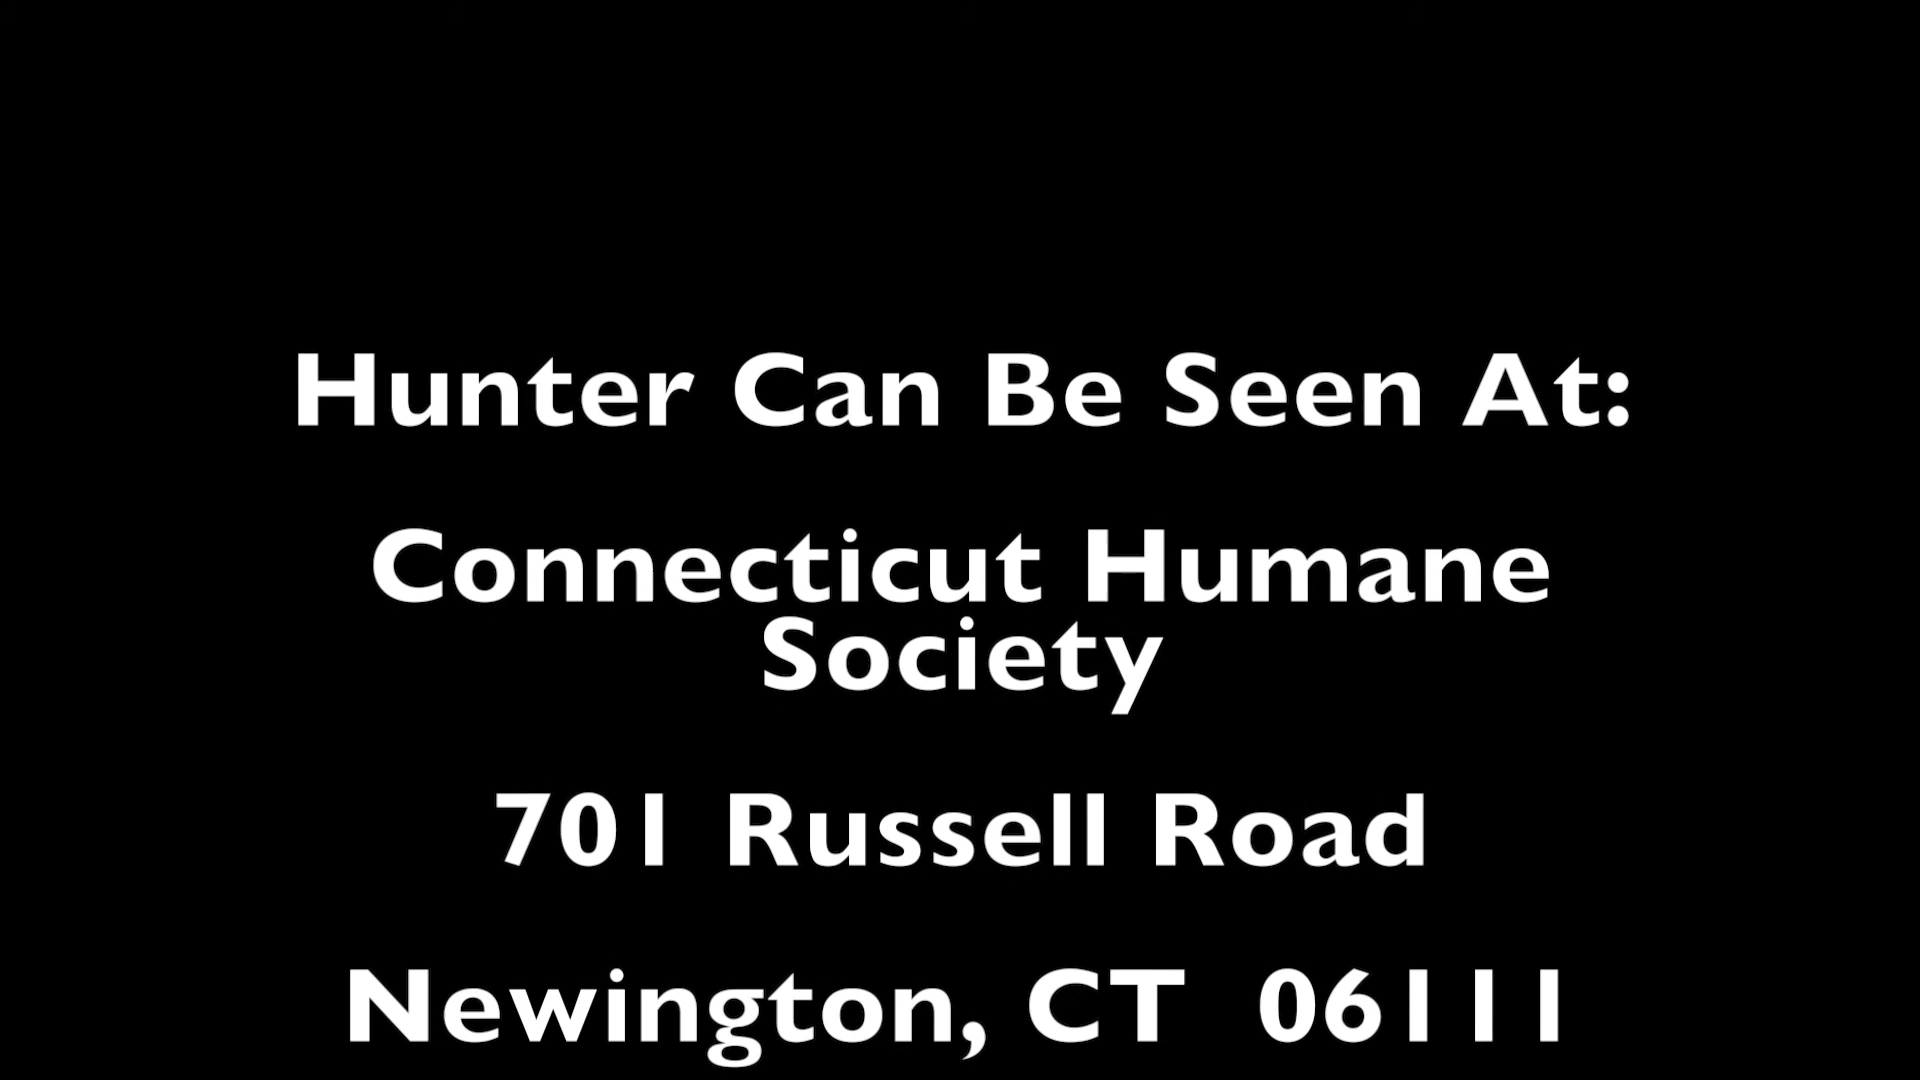 Hunter Can Be Seen At:
Connecticut Humane
Society
701 Russell Road
Newington, CT  06111